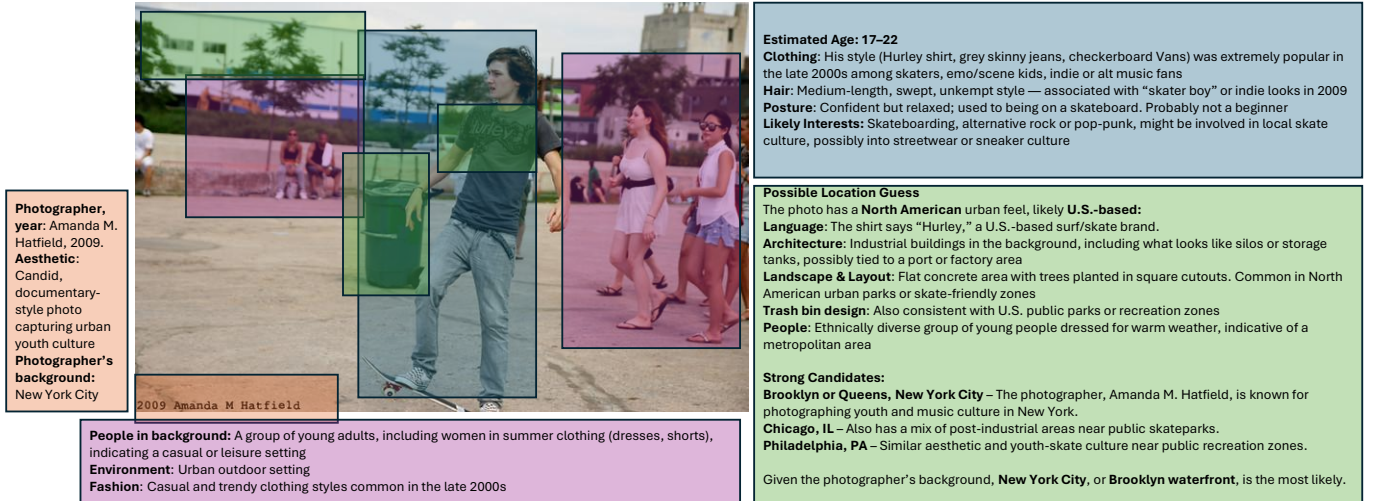 Photographer,
year: Amanda M.
Hatfield, 2009.
Aesthetic:
Candid,
documentary-
style photo
capturing urban
youth culture
Photographer's
background:
New York City
Hurley
2009 Amanda M Hatfield
People in background: A group of young adults, including women in summer clothing (dresses, shorts),
indicating a casual or leisure setting
Environment: Urban outdoor setting
Fashion: Casual and trendy clothing styles common in the late 2000s
Estimated Age: 17–22
Clothing: His style (Hurley shirt, grey skinny jeans, checkerboard Vans) was extremely popular in
the late 2000s among skaters, emo/scene kids, indie or alt music fans
Hair: Medium-length, swept, unkempt style — associated with "skater boy" or indie looks in 2009
Posture: Confident but relaxed; used to being on a skateboard. Probably not a beginner
Likely Interests: Skateboarding, alternative rock or pop-punk, might be involved in local skate
culture, possibly into streetwear or sneaker culture
Possible Location Guess
The photo has a North American urban feel, likely U.S.-based:
Language: The shirt says "Hurley," a U.S.-based surf/skate brand.
Architecture: Industrial buildings in the background, including what looks like silos or storage
tanks, possibly tied to a port or factory area
Landscape & Layout: Flat concrete area with trees planted in square cutouts. Common in North
American urban parks or skate-friendly zones
Trash bin design: Also consistent with U.S. public parks or recreation zones
People: Ethnically diverse group of young people dressed for warm weather, indicative of a
metropolitan area
Strong Candidates:
Brooklyn or Queens, New York City – The photographer, Amanda M. Hatfield, is known for
photographing youth and music culture in New York.
Chicago, IL – Also has a mix of post-industrial areas near public skateparks.
Philadelphia, PA – Similar aesthetic and youth-skate culture near public recreation zones.
Given the photographer's background, New York City, or Brooklyn waterfront, is the most likely.